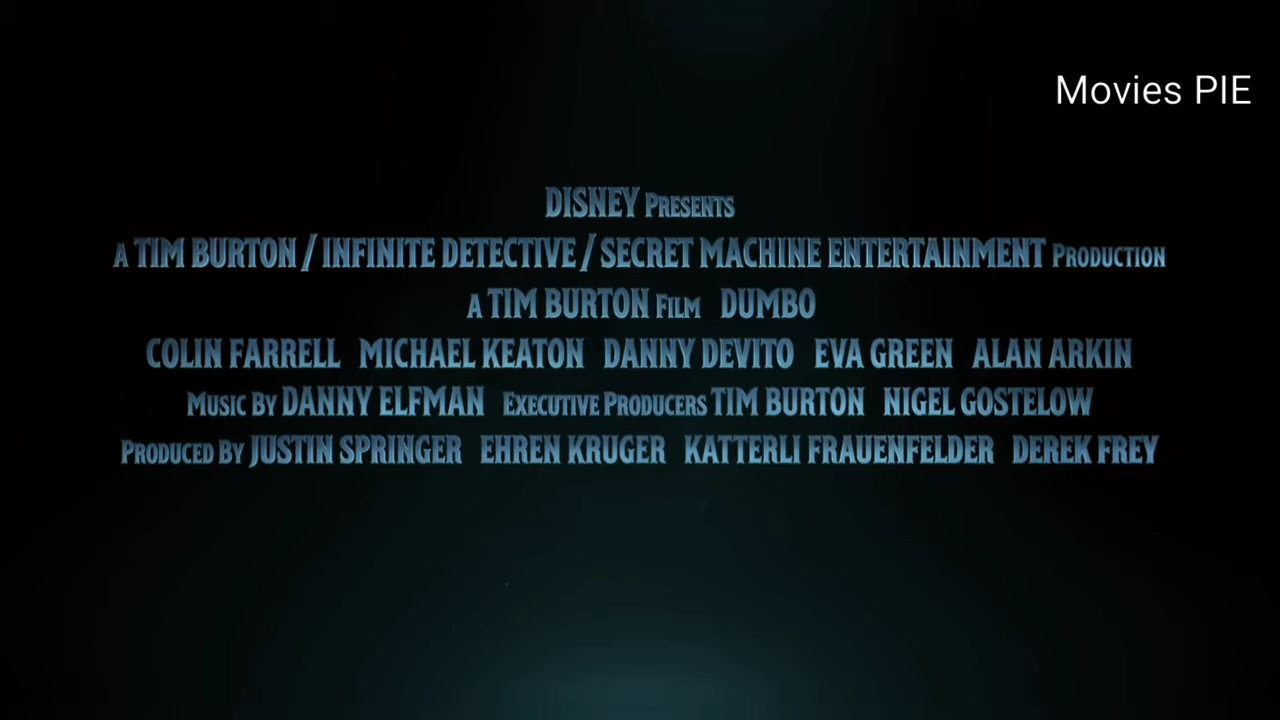 Movies PIE
DISNEY PRESENTS
A TIM BURTON / INFINITE DETECTIVE / SECRET MACHINE ENTERTAINMENT PRODUCTION
A TIM BURTON FILM DUMBO
COLIN FARRELL MICHAEL KEATON DANNY DEVITO EVA GREEN ALAN ARKIN
MUSIC BY DANNY ELFMAN EXECUTIVE PRODUCERS TIM BURTON NIGEL GOSTELOW
PRODUCED BY JUSTIN SPRINGER EHREN KRUGER KATTERLI FRAUENFELDER DEREK FREY